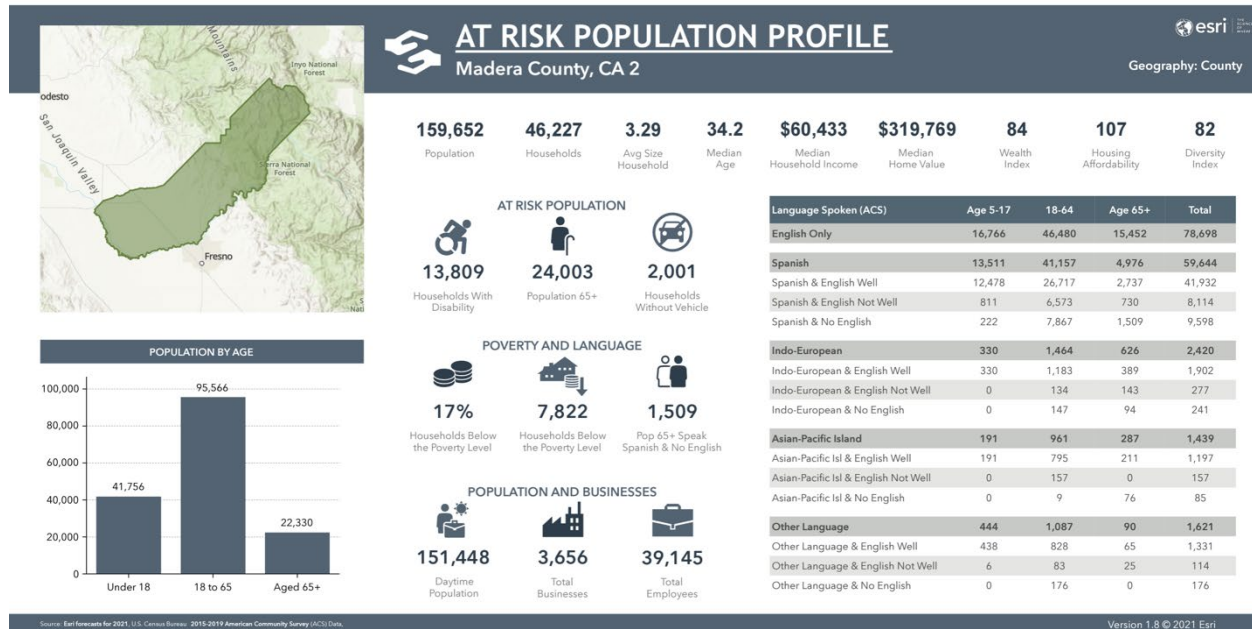 AT RISK POPULATION PROFILE
Madera County, CA 2
esri
Geography: County
Mountains
Inyo National
Forest
odesto
San Joaquin Valley
Sierra National
Forest
Fresno
159,652
Population
46,227
Households
3.29
Avg Size
Household
34.2
Median
Age
$60,433
Median
Household Income
$319,769
Median
Home Value
84
Wealth
Index
107
Housing
Affordability
82
Diversity
Index
AT RISK POPULATION
13,809
Households With
Disability
24,003
Population 65+
2,001
Households
Without Vehicle
POVERTY AND LANGUAGE
17%
Households Below
the Poverty Level
7,822
Households Below
the Poverty Level
1,509
Pop 65+ Speak
Spanish & No English
POPULATION AND BUSINESSES
151,448
Daytime
Population
3,656
Total
Businesses
39,145
Total
Employees
POPULATION BY AGE
100,000
80,000
60,000
40,000
20,000
0
41,756
95,566
22,330
Under 18 18 to 65 Aged 65+
Language Spoken (ACS) Age 5-17 18-64 Age 65+ Total
English Only 16,766 46,480 15,452 78,698
Spanish 13,511 41,157 4,976 59,644
Spanish & English Well 12,478 26,717 2,737 41,932
Spanish & English Not Well 811 6,573 730 8,114
Spanish & No English 222 7,867 1,509 9,598
Indo-European 330 1,464 626 2,420
Indo-European & English Well 330 1,183 389 1,902
Indo-European & English Not Well 0 134 143 277
Indo-European & No English 0 147 94 241
Asian-Pacific Island 191 961 287 1,439
Asian-Pacific Isl & English Well 191 795 211 1,197
Asian-Pacific Isl & English Not Well 0 157 0 157
Asian-Pacific Isl & No English 0 9 76 85
Other Language 444 1,087 90 1,621
Other Language & English Well 438 828 65 1,331
Other Language & English Not Well 6 83 25 114
Other Language & No English 0 176 0 176
Source: Esri forecasts for 2021, U.S. Census Bureau 2015-2019 American Community Survey (ACS) Data,
Version 1.8 © 2021 Esri